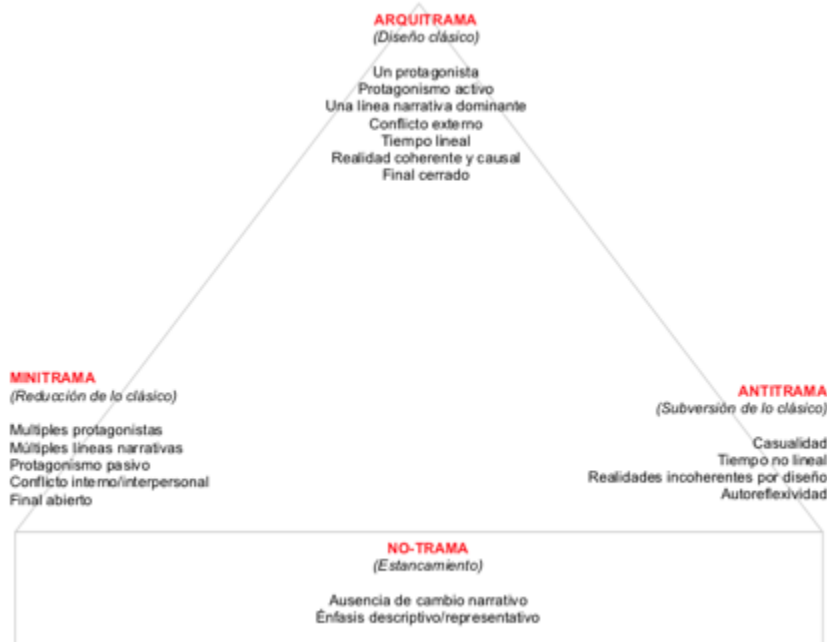 ARQUITRAMA
(Diseño clásico)
Un protagonista
Protagonismo activo
Una línea narrativa dominante
Conflicto externo
Tiempo lineal
Realidad coherente y causal
Final cerrado
MINITRAMA
(Reducción de lo clásico)
Multiples protagonistas
Múltiples líneas narrativas
Protagonismo pasivo
Conflicto interno/interpersonal
Final abierto
ANTITRAMA
(Subversión de lo clásico)
Casualidad
Tiempo no lineal
Realidades incoherentes por diseño
Autoreflexividad
NO-TRAMA
(Estancamiento)
Ausencia de cambio narrativo
Énfasis descriptivo/representativo